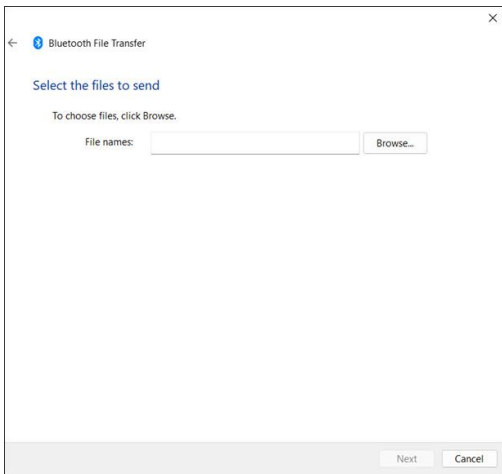 Bluetooth File Transfer
Select the files to send
To choose files, click Browse.
File names:
Browse...
Next
Cancel